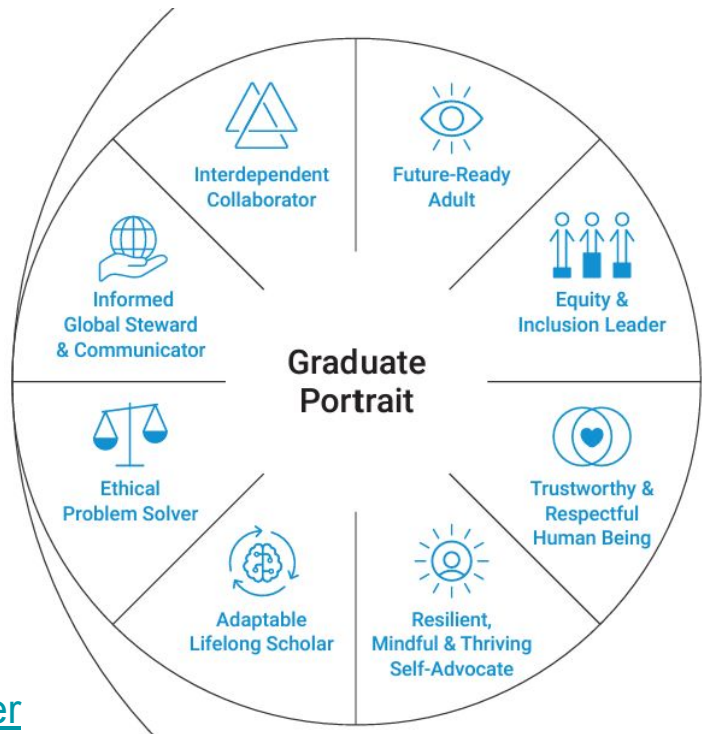 Interdependent
Collaborator
Future-Ready
Adult
Informed
Global Steward
& Communicator
Equity &
Inclusion Leader
Graduate
Portrait
Ethical
Problem Solver
Trustworthy &
Respectful
Human Being
Adaptable
Lifelong Scholar
Resilient,
Mindful & Thriving
Self-Advocate
er